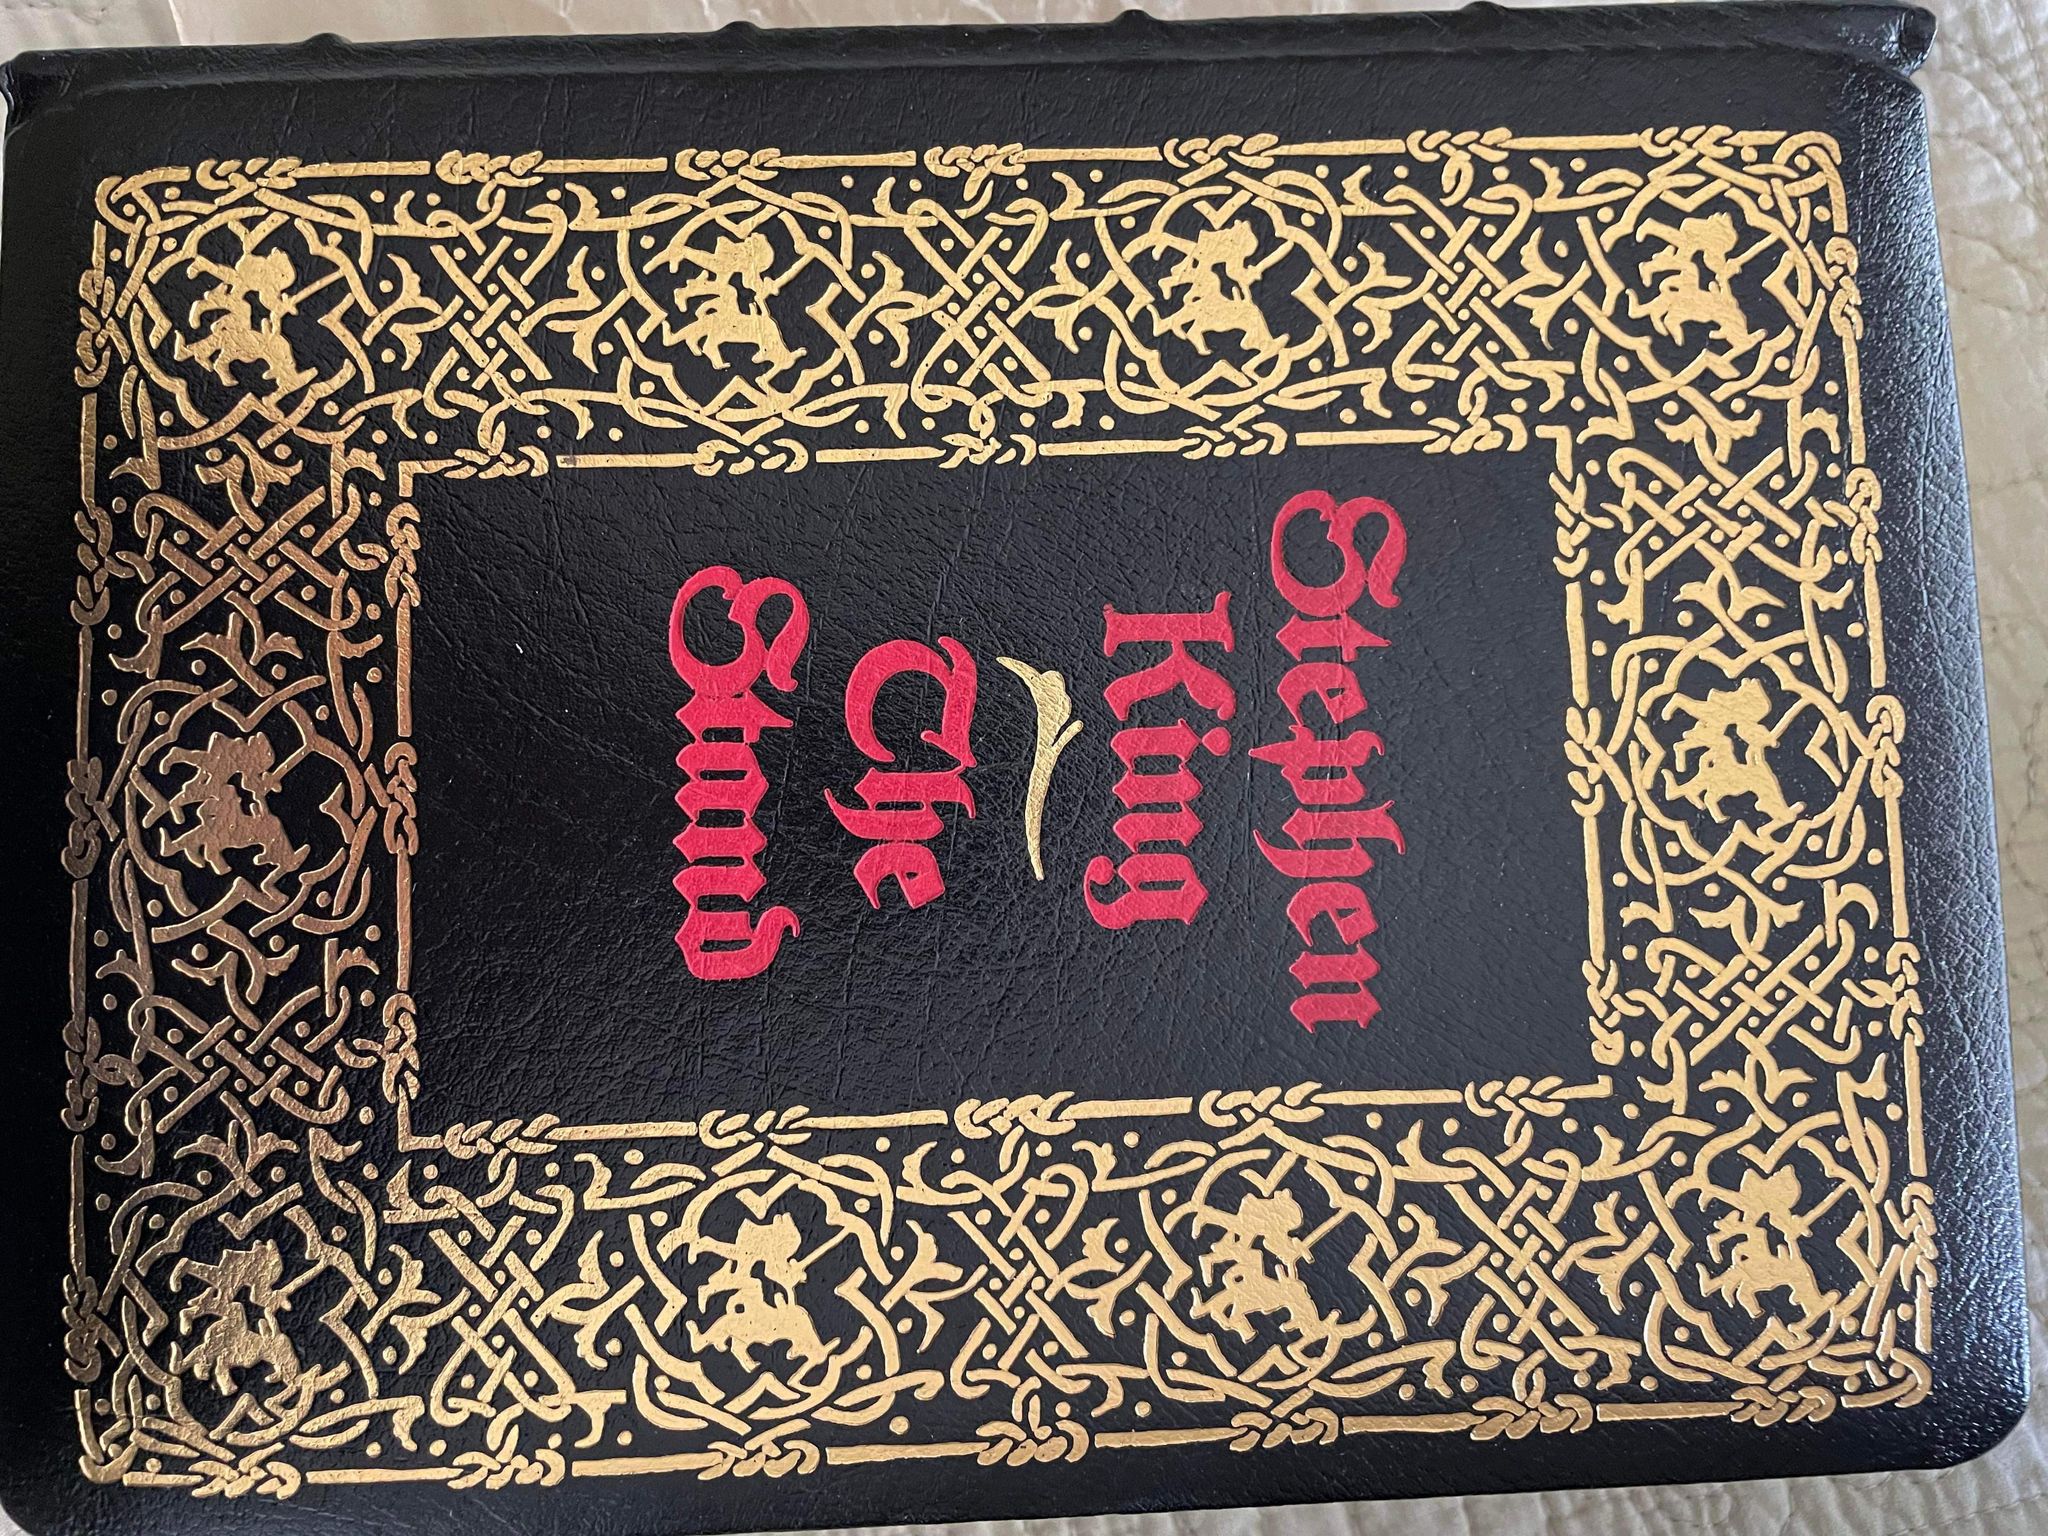 Stephen
King
The
Stand